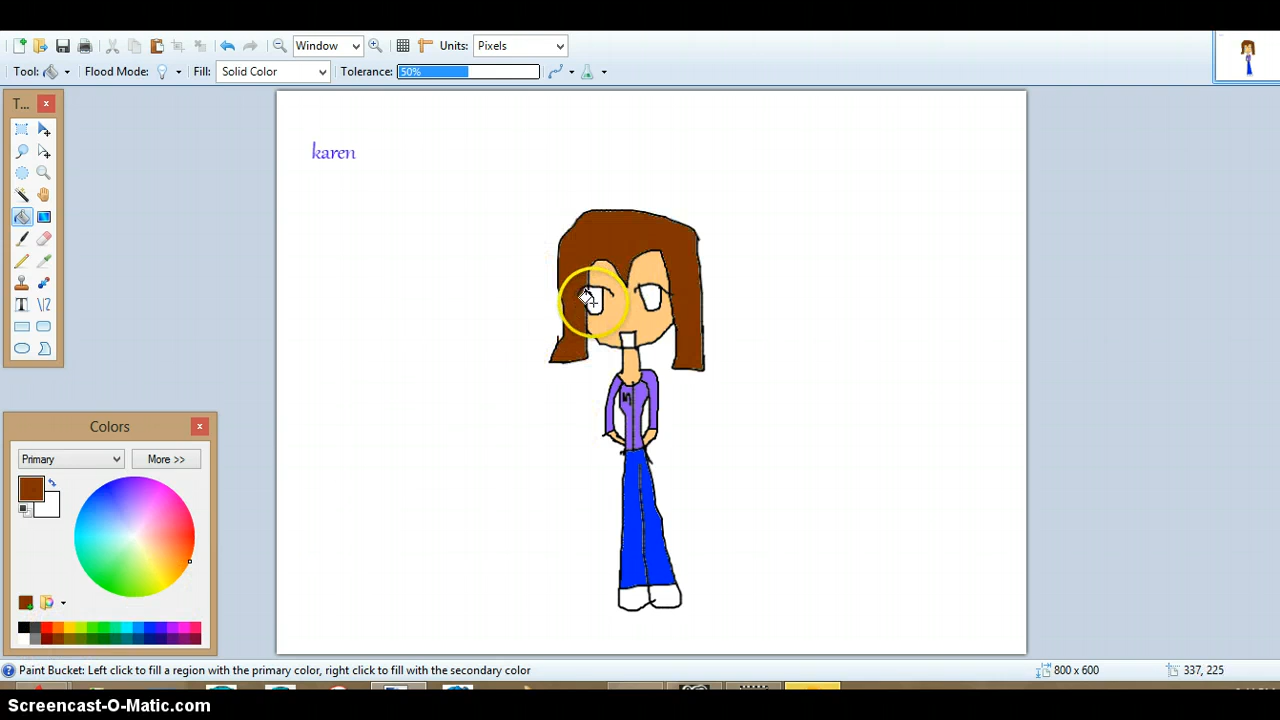 Window
Units:
Pixels
Tool:
Flood Mode:
Fill:
Solid Color
Tolerance:
50%
T...
karen
Colors
Primary
More >>
Paint Bucket: Left click to fill a region with the primary color, right click to fill with the secondary color
800 x 600
337, 225
Screencast-O-Matic.com